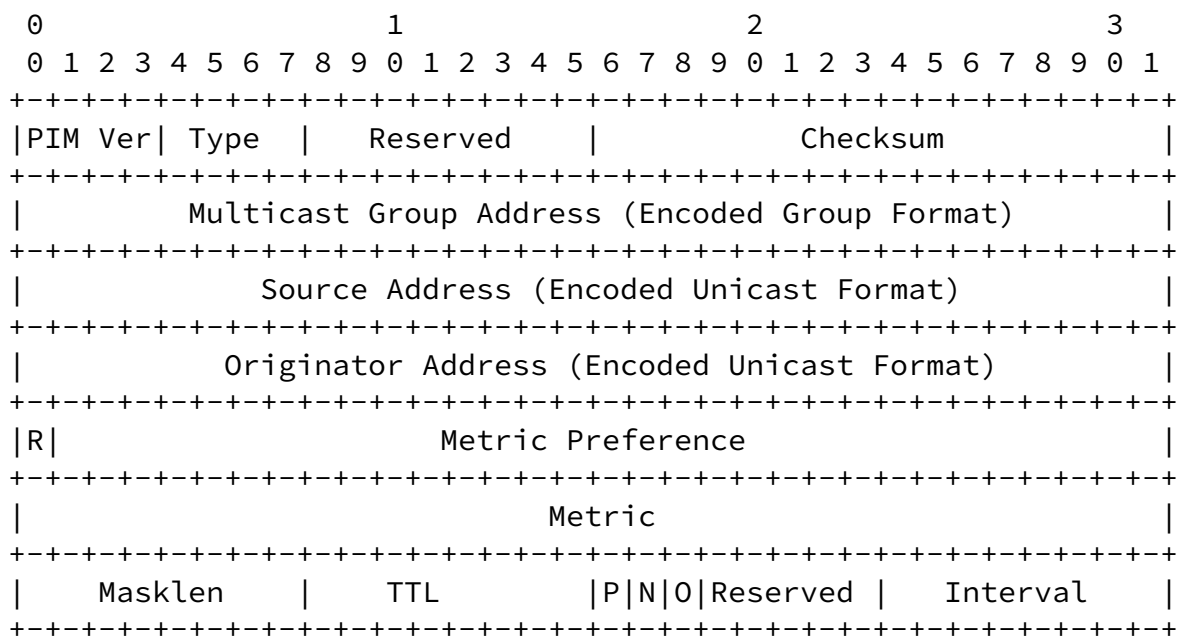 0                   1                   2                   3
 0 1 2 3 4 5 6 7 8 9 0 1 2 3 4 5 6 7 8 9 0 1 2 3 4 5 6 7 8 9 0 1
+-+-+-+-+-+-+-+-+-+-+-+-+-+-+-+-+-+-+-+-+-+-+-+-+-+-+-+-+-+-+-+-+
|PIM Ver| Type  |   Reserved    |           Checksum            |
+-+-+-+-+-+-+-+-+-+-+-+-+-+-+-+-+-+-+-+-+-+-+-+-+-+-+-+-+-+-+-+-+
|         Multicast Group Address (Encoded Group Format)        |
+-+-+-+-+-+-+-+-+-+-+-+-+-+-+-+-+-+-+-+-+-+-+-+-+-+-+-+-+-+-+-+-+
|             Source Address (Encoded Unicast Format)           |
+-+-+-+-+-+-+-+-+-+-+-+-+-+-+-+-+-+-+-+-+-+-+-+-+-+-+-+-+-+-+-+-+
|           Originator Address (Encoded Unicast Format)         |
+-+-+-+-+-+-+-+-+-+-+-+-+-+-+-+-+-+-+-+-+-+-+-+-+-+-+-+-+-+-+-+-+
|R|                     Metric Preference                       |
+-+-+-+-+-+-+-+-+-+-+-+-+-+-+-+-+-+-+-+-+-+-+-+-+-+-+-+-+-+-+-+-+
|                             Metric                            |
+-+-+-+-+-+-+-+-+-+-+-+-+-+-+-+-+-+-+-+-+-+-+-+-+-+-+-+-+-+-+-+-+
|    Masklen    |    TTL        |P|N|O|Reserved |   Interval    |
+-+-+-+-+-+-+-+-+-+-+-+-+-+-+-+-+-+-+-+-+-+-+-+-+-+-+-+-+-+-+-+-+